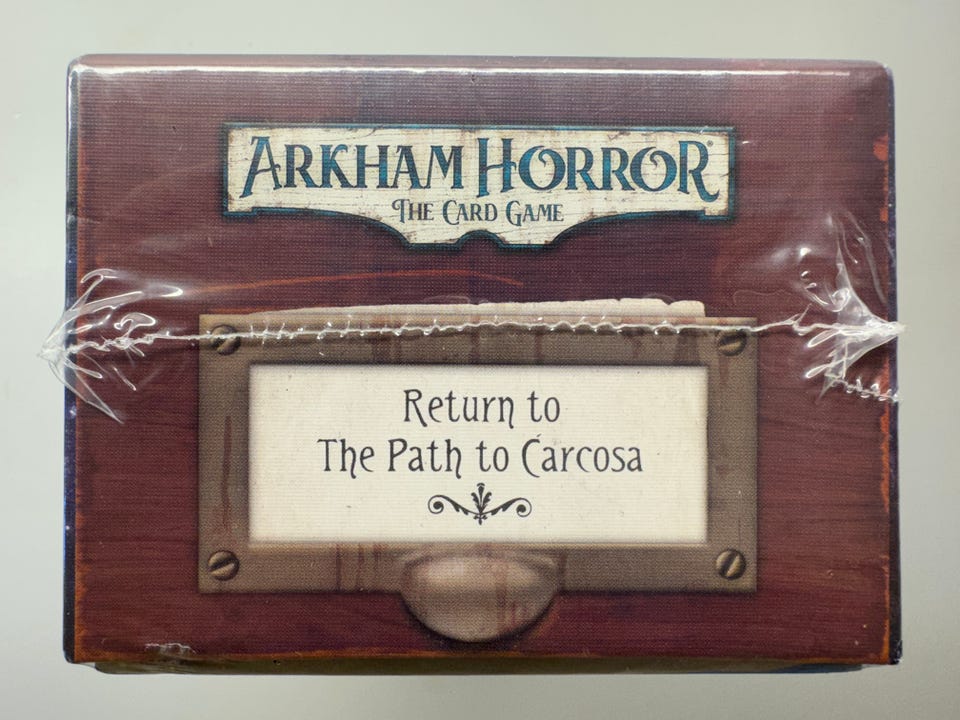 ARKHAM HORROR®
THE CARD GAME
Return to
The Path to Carcosa